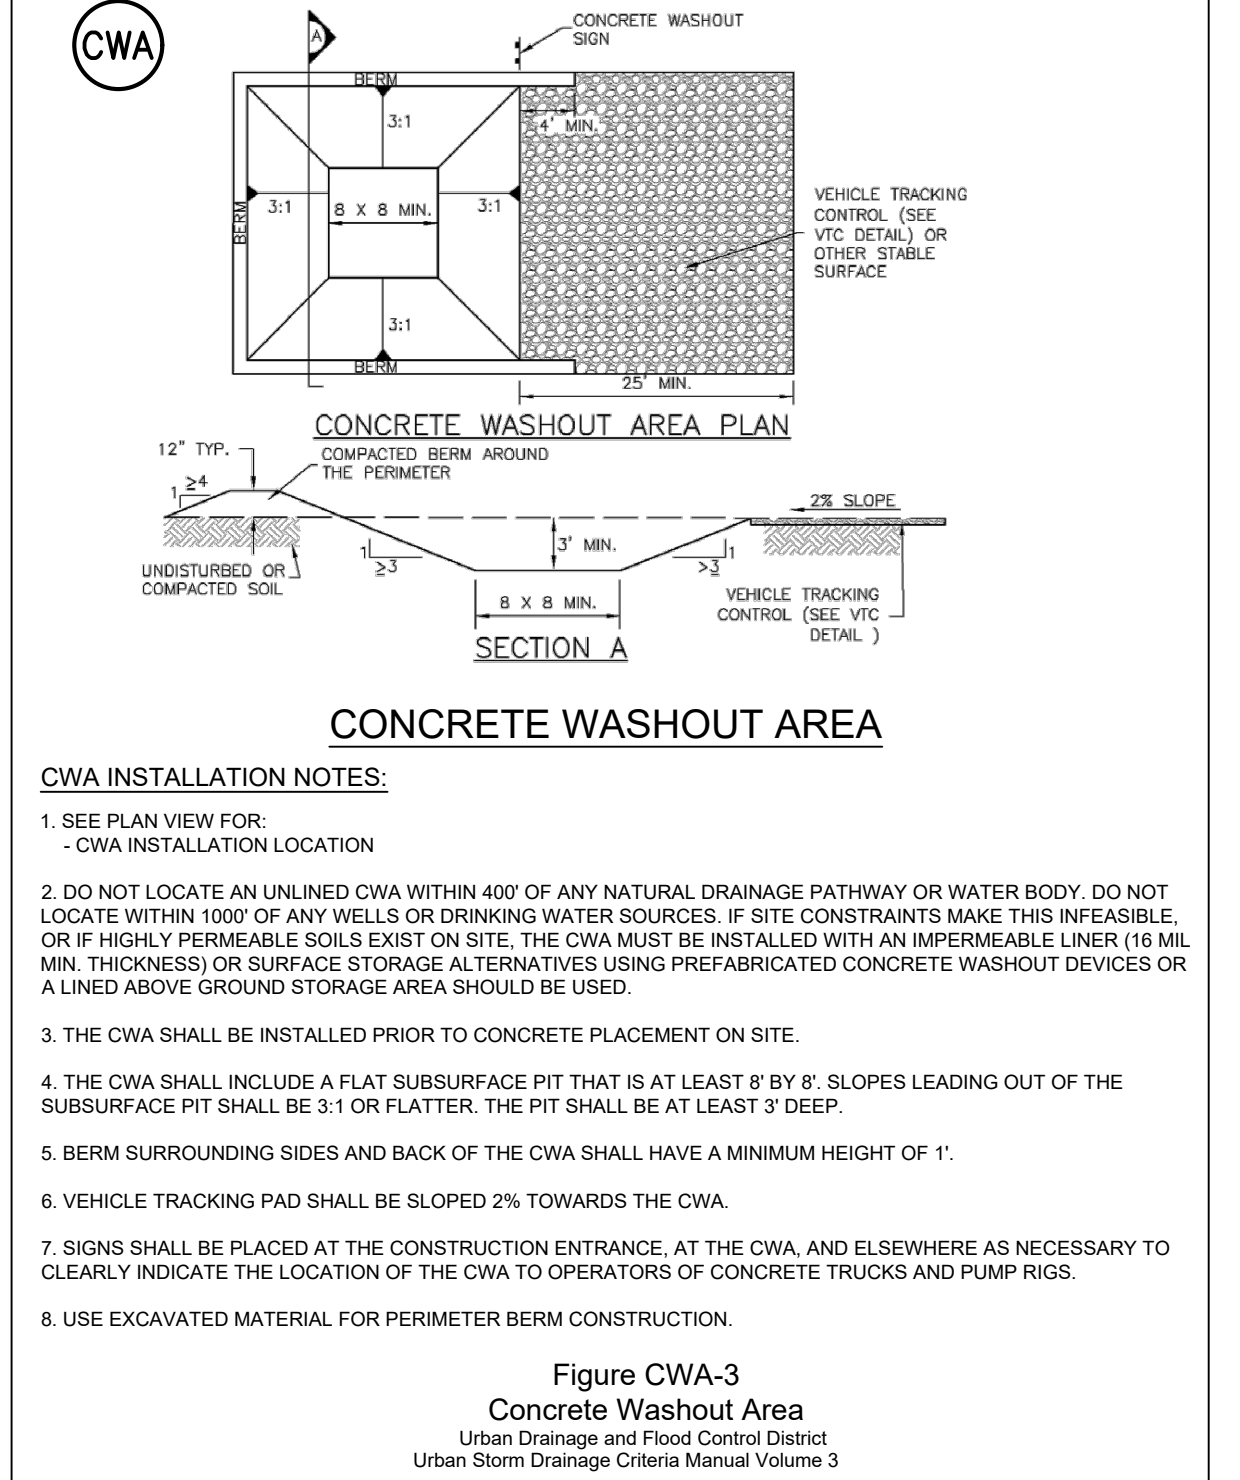 CWA
A
CONCRETE WASHOUT
SIGN
BERM
3:1
4' MIN.
BERM
3:1
8 X 8 MIN.
3:1
VEHICLE TRACKING
CONTROL (SEE
VTC DETAIL) OR
OTHER STABLE
SURFACE
3:1
BERM
25' MIN.
CONCRETE WASHOUT AREA PLAN
12" TYP.
COMPACTED BERM AROUND
THE PERIMETER
1
≥4
2% SLOPE
3' MIN.
1
≥3
1
>3
UNDISTURBED OR
COMPACTED SOIL
8 X 8 MIN.
VEHICLE TRACKING
CONTROL (SEE VTC
DETAIL )
SECTION A
CONCRETE WASHOUT AREA
CWA INSTALLATION NOTES:
1. SEE PLAN VIEW FOR:
- CWA INSTALLATION LOCATION
2. DO NOT LOCATE AN UNLINED CWA WITHIN 400' OF ANY NATURAL DRAINAGE PATHWAY OR WATER BODY. DO NOT
LOCATE WITHIN 1000' OF ANY WELLS OR DRINKING WATER SOURCES. IF SITE CONSTRAINTS MAKE THIS INFEASIBLE,
OR IF HIGHLY PERMEABLE SOILS EXIST ON SITE, THE CWA MUST BE INSTALLED WITH AN IMPERMEABLE LINER (16 MIL
MIN. THICKNESS) OR SURFACE STORAGE ALTERNATIVES USING PREFABRICATED CONCRETE WASHOUT DEVICES OR
A LINED ABOVE GROUND STORAGE AREA SHOULD BE USED.
3. THE CWA SHALL BE INSTALLED PRIOR TO CONCRETE PLACEMENT ON SITE.
4. THE CWA SHALL INCLUDE A FLAT SUBSURFACE PIT THAT IS AT LEAST 8' BY 8'. SLOPES LEADING OUT OF THE
SUBSURFACE PIT SHALL BE 3:1 OR FLATTER. THE PIT SHALL BE AT LEAST 3' DEEP.
5. BERM SURROUNDING SIDES AND BACK OF THE CWA SHALL HAVE A MINIMUM HEIGHT OF 1'.
6. VEHICLE TRACKING PAD SHALL BE SLOPED 2% TOWARDS THE CWA.
7. SIGNS SHALL BE PLACED AT THE CONSTRUCTION ENTRANCE, AT THE CWA, AND ELSEWHERE AS NECESSARY TO
CLEARLY INDICATE THE LOCATION OF THE CWA TO OPERATORS OF CONCRETE TRUCKS AND PUMP RIGS.
8. USE EXCAVATED MATERIAL FOR PERIMETER BERM CONSTRUCTION.
Figure CWA-3
Concrete Washout Area
Urban Drainage and Flood Control District
Urban Storm Drainage Criteria Manual Volume 3